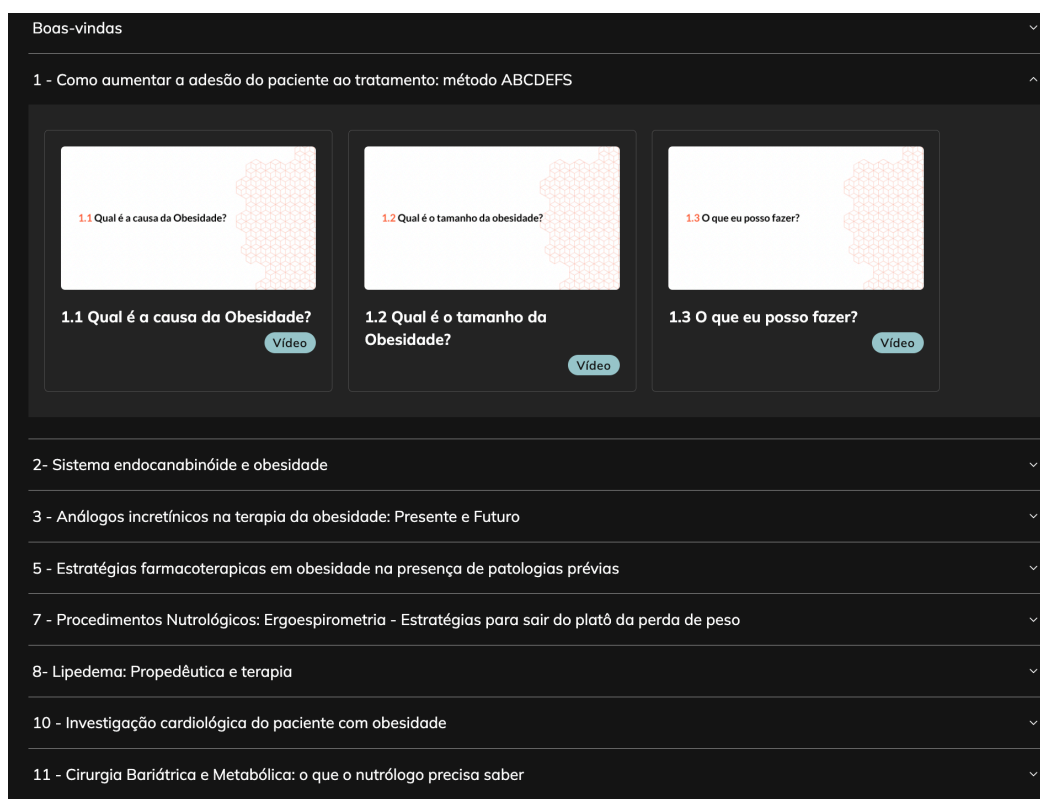 Boas-vindas
1 - Como aumentar a adesão do paciente ao tratamento: método ABCDEFS
1.1 Qual é a causa da Obesidade?
1.2 Qual é o tamanho da obesidade?
1.3 O que eu posso fazer?
1.1 Qual é a causa da Obesidade?
Vídeo
1.2 Qual é o tamanho da
Obesidade?
Vídeo
1.3 O que eu posso fazer?
Vídeo
2- Sistema endocanabinóide e obesidade
3 - Análogos incretínicos na terapia da obesidade: Presente e Futuro
5 - Estratégias farmacoterapicas em obesidade na presença de patologias prévias
7 - Procedimentos Nutrológicos: Ergoespirometria - Estratégias para sair do platô da perda de peso
8- Lipedema: Propedêutica e terapia
10 - Investigação cardiológica do paciente com obesidade
11 - Cirurgia Bariátrica e Metabólica: o que o nutrólogo precisa saber